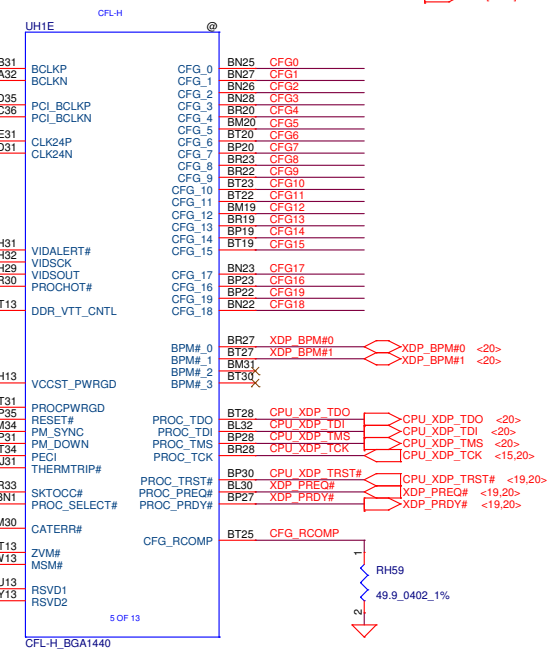 CFL-H
UH1E @
B31 BCLKP CFG_0 BN25 CFG0
A32 BCLKN CFG_1 BN27 CFG1
CFG_2 BN26 CFG2
D35 PCI_BCLKP CFG_3 BN28 CFG3
C36 PCI_BCLKN CFG_4 BR20 CFG4
CFG_5 BM20 CFG5
E31 CLK24P CFG_6 BT20 CFG6
D31 CLK24N CFG_7 BP20 CFG7
CFG_8 BR23 CFG8
CFG_9 BR22 CFG9
CFG_10 BT23 CFG10
CFG_11 BT22 CFG11
CFG_12 BM19 CFG12
CFG_13 BR19 CFG13
CFG_14 BP19 CFG14
H31 VIDALERT# CFG_15 BT19 CFG15
H32 VIDSCK
H29 VIDSOUT CFG_17 BN23 CFG17
R30 PROCHOT# CFG_16 BP23 CFG16
CFG_19 BP22 CFG19
T13 DDR_VTT_CNTL CFG_18 BN22 CFG18
BPM#_0 BR27 XDP_BPM#0 XDP_BPM#0 <20>
BPM#_1 BT27 XDP_BPM#1 XDP_BPM#1 <20>
BPM#_2 BM31
H13 VCCST_PWRGD BPM#_3 BT30
T31 PROCPWRGD
P35 RESET# PROC_TDO BT28 CPU_XDP_TDO CPU_XDP_TDO <20>
M34 PM_SYNC PROC_TDI BL32 CPU_XDP_TDI CPU_XDP_TDI <20>
P31 PM_DOWN PROC_TMS BP28 CPU_XDP_TMS CPU_XDP_TMS <20>
T34 PECI PROC_TCK BR28 CPU_XDP_TCK CPU_XDP_TCK <15,20>
J31 THERMTRIP#
PROC_TRST# BP30 CPU_XDP_TRST# CPU_XDP_TRST# <19,20>
R33 SKTOCC# PROC_PREQ# BL30 XDP_PREQ# XDP_PREQ# <19,20>
BN1 PROC_SELECT# PROC_PRDY# BP27 XDP_PRDY# XDP_PRDY# <19,20>
M30 CATERR#
CFG_RCOMP BT25 CFG_RCOMP
T13 ZVM#
W13 MSM#
1
RH59
U13 RSVD1
Y13 RSVD2
49.9_0402_1%
2
5 OF 13
CFL-H_BGA1440